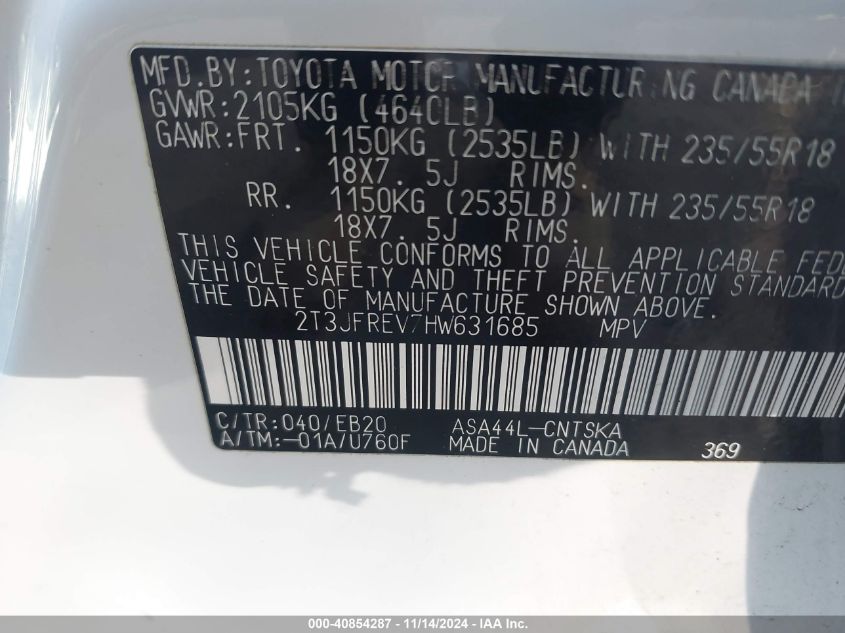 MFD. BY: TOYOTA MOTOR MANUFACTURING CANADA
GVWR: 2105KG (4640LB)
GAWR: FRT. 1150KG (2535LB) WITH 235/55R18
18X7. 5J RIMS.
RR. 1150KG (2535LB) WITH 235/55R18
18X7. 5J RIMS.
THIS VEHICLE CONFORMS TO ALL APPLICABLE FED
VEHICLE SAFETY AND THEFT PREVENTION STANDARD
THE DATE OF MANUFACTURE SHOWN ABOVE.
2T3JFREV7HW631685 MPV
C/TR: 040/EB20 ASA44L-CNTSKA
A/TM: -01A/U760F MADE IN CANADA 369
000-40854287 - 11/14/2024 - IAA Inc.